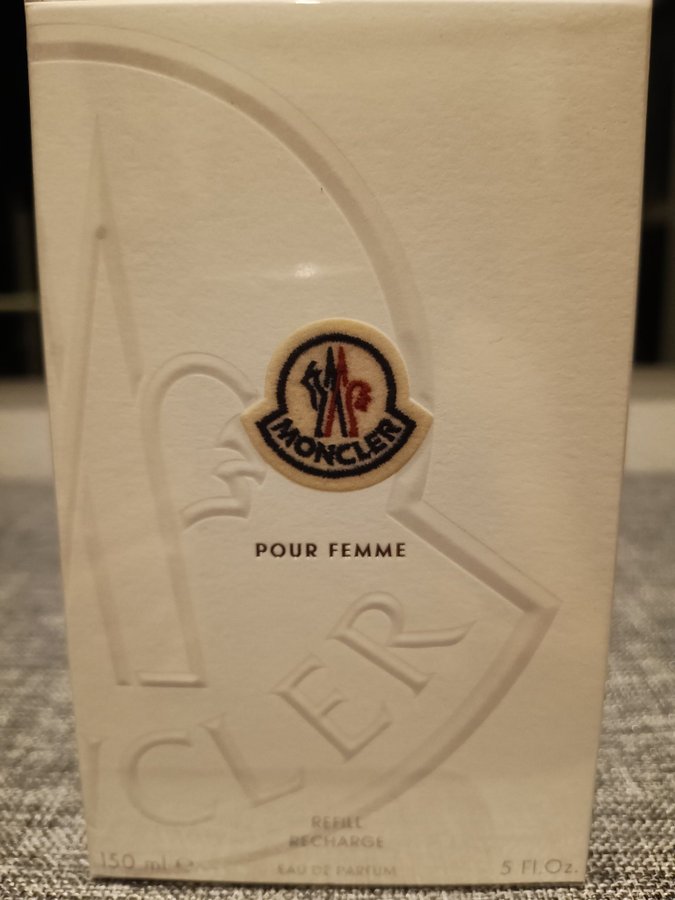 MONCLER
POUR FEMME
CLER
REFILL
RECHARGE
150 ml e
EAU DE PARFUM
5 Fl.Oz.